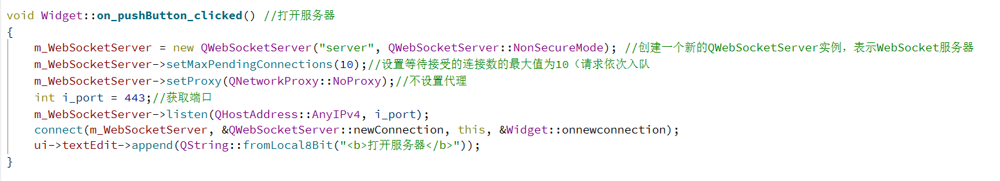 void Widget::on_pushButton_clicked() //打开服务器
{
    m_WebSocketServer = new QWebSocketServer("server", QWebSocketServer::NonSecureMode); //创建一个新的QWebSocketServer实例，表示WebSocket服务器
    m_WebSocketServer->setMaxPendingConnections(10);//设置等待接受的连接数的最大值为10（请求依次入队
    m_WebSocketServer->setProxy(QNetworkProxy::NoProxy);//不设置代理
    int i_port = 443;//获取端口
    m_WebSocketServer->listen(QHostAddress::AnyIPv4, i_port);
    connect(m_WebSocketServer, &QWebSocketServer::newConnection, this, &Widget::onnewconnection);
    ui->textEdit->append(QString::fromLocal8Bit("<b>打开服务器</b>"));
}